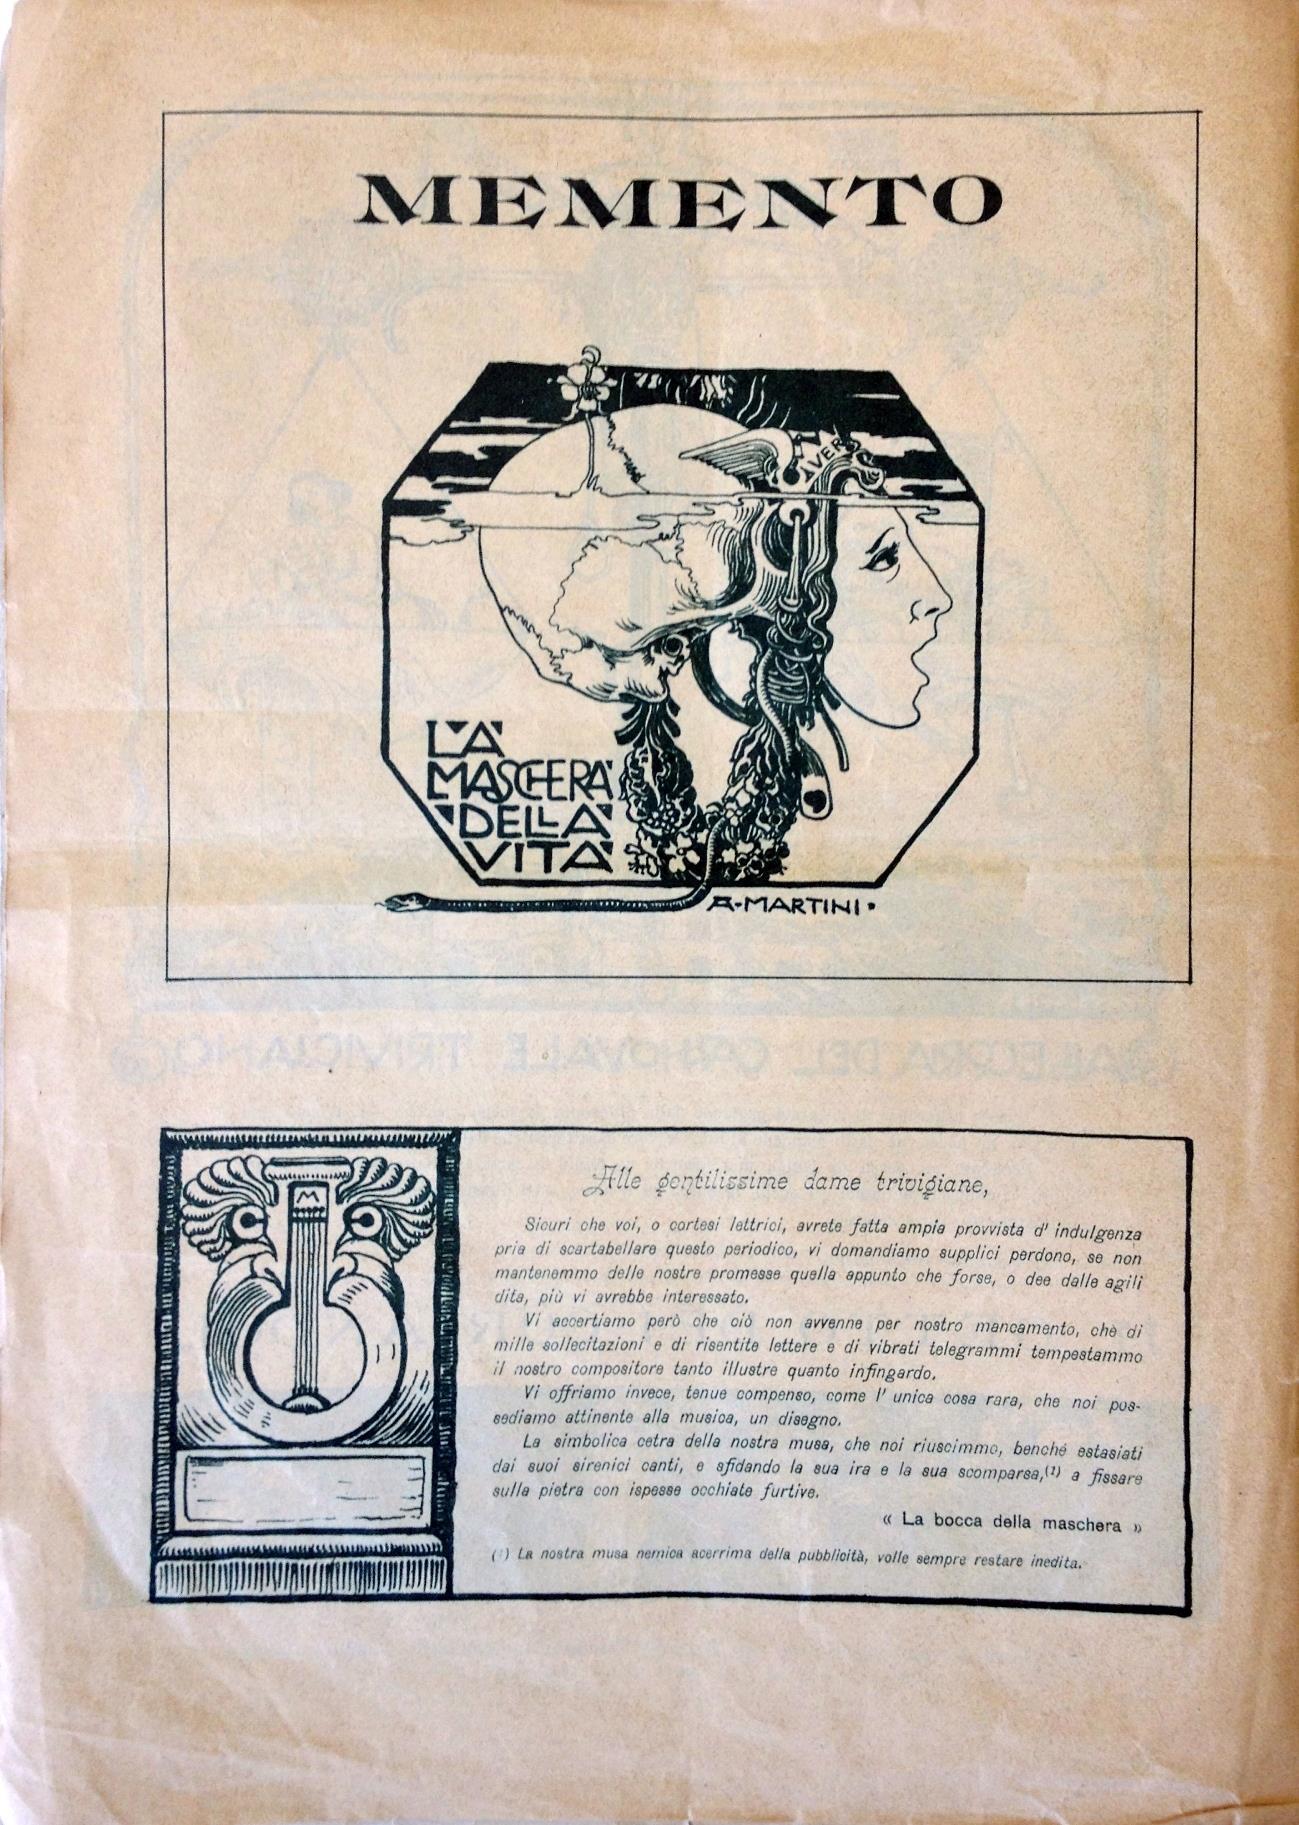 MEMENTO
LA
MASCHERA
DELLA
VITA
A·MARTINI·
M
Alle gentilissime dame trivigiane,
Sicuri che voi, o cortesi lettrici, avrete fatta ampia provvista d' indulgenza
pria di scartabellare questo periodico, vi domandiamo supplici perdono, se non
mantenemmo delle nostre promesse quella appunto che forse, o dee dalle agili
dita, più vi avrebbe interessato.
Vi accertiamo però che ciò non avvenne per nostro mancamento, chè di
mille sollecitazioni e di risentite lettere e di vibrati telegrammi tempestammo
il nostro compositore tanto illustre quanto infingardo.
Vi offriamo invece, tenue compenso, come l' unica cosa rara, che noi pos-
sediamo attinente alla musica, un disegno.
La simbolica cetra della nostra musa, che noi riuscimmo, benché estasiati
dai suoi sirenici canti, e sfidando la sua ira e la sua scomparsa,(1) a fissare
sulla pietra con ispesse occhiate furtive.
« La bocca della maschera »
(1) La nostra musa nemica acerrima della pubblicità, volle sempre restare inedita.